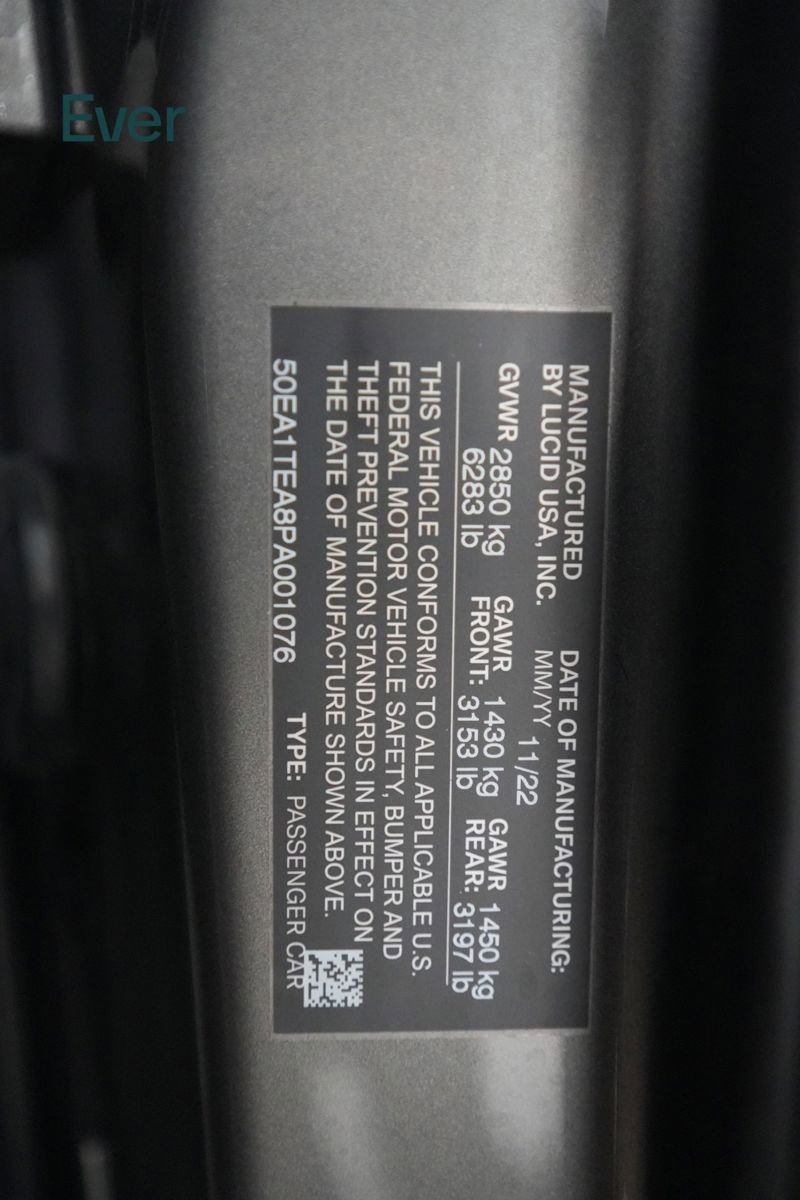 Ever
MANUFACTURED
BY LUCID USA, INC.
DATE OF MANUFACTURING:
MM/YY 11/22
GVWR 2850 kg
6283 lb
GAWR
FRONT: 1430 kg
3153 lb
GAWR
REAR: 1450 kg
3197 lb
THIS VEHICLE CONFORMS TO ALL APPLICABLE U.S.
FEDERAL MOTOR VEHICLE SAFETY, BUMPER AND
THEFT PREVENTION STANDARDS IN EFFECT ON
THE DATE OF MANUFACTURE SHOWN ABOVE.
50EA1TEA8PA001076 TYPE: PASSENGER CAR